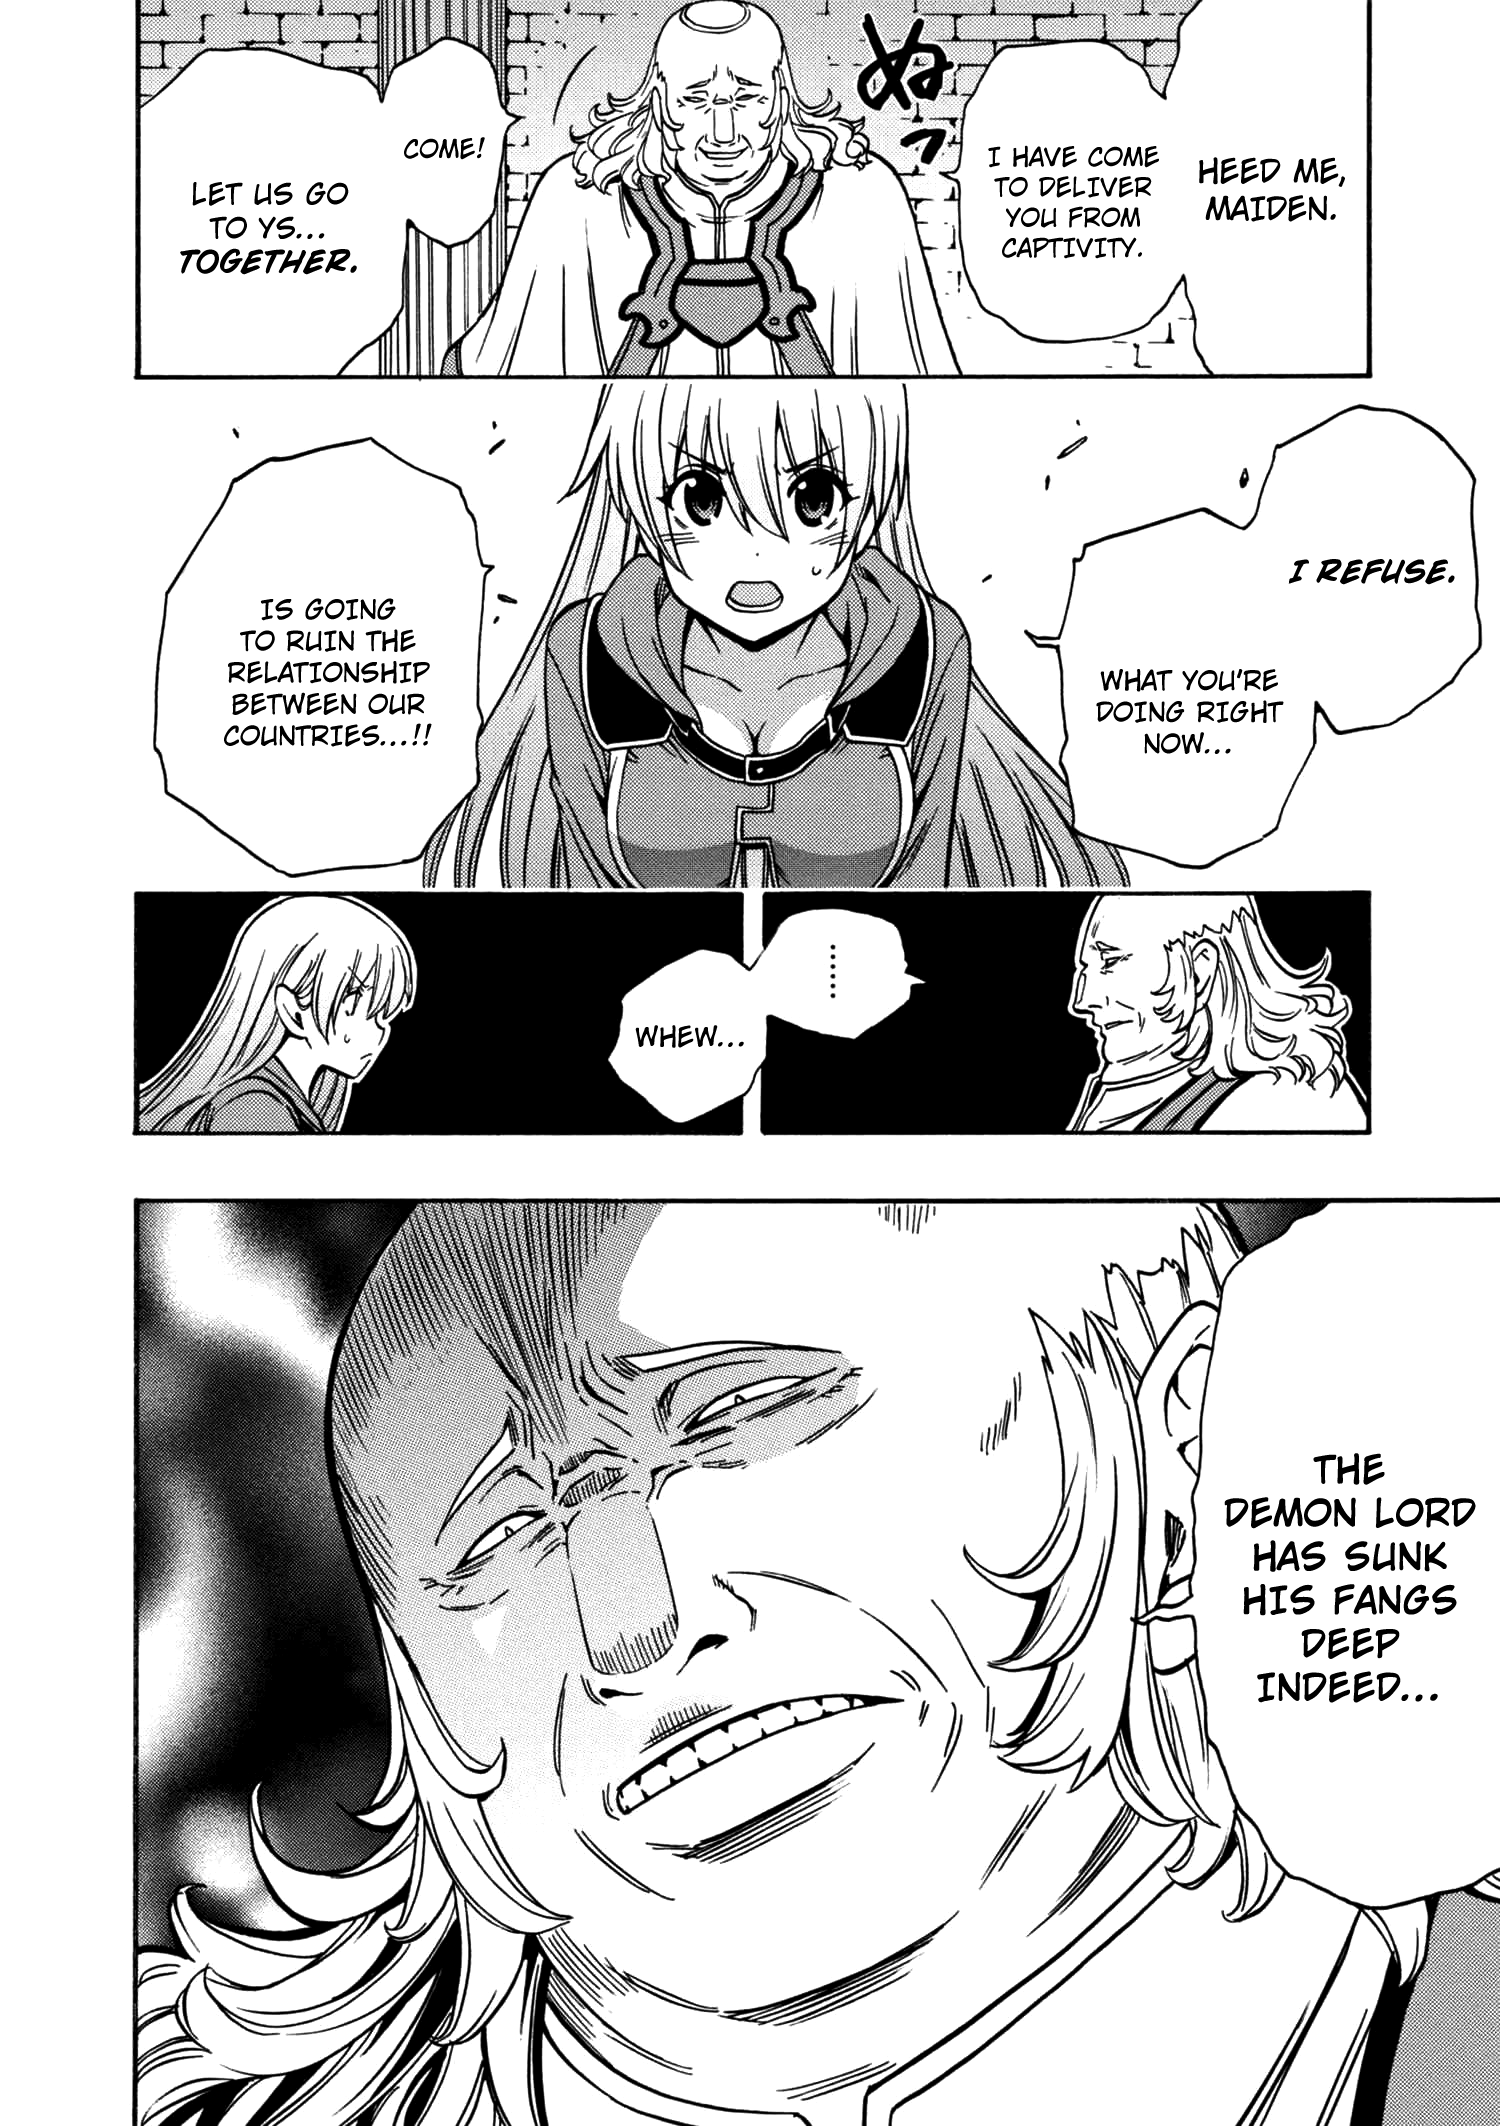 HEED ME,
MAIDEN.
I HAVE COME
TO DELIVER
YOU FROM
CAPTIVITY.
ぬっ
COME!
LET US GO
TO YS...
TOGETHER.
I REFUSE.
WHAT YOU'RE
DOING RIGHT
NOW...
IS GOING
TO RUIN THE
RELATIONSHIP
BETWEEN OUR
COUNTRIES...!!
.......
WHEW...
THE
DEMON LORD
HAS SUNK
HIS FANGS
DEEP
INDEED...